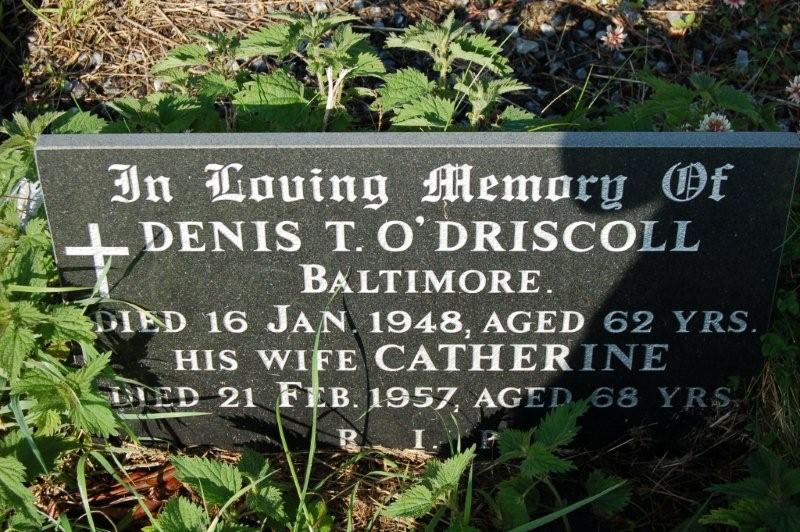 In Loving Memory Of
DENIS T. O'DRISCOLL
BALTIMORE.
DIED 16 JAN. 1948, AGED 62 YRS.
HIS WIFE CATHERINE
DIED 21 FEB. 1957, AGED 68 YRS
R. I. P.